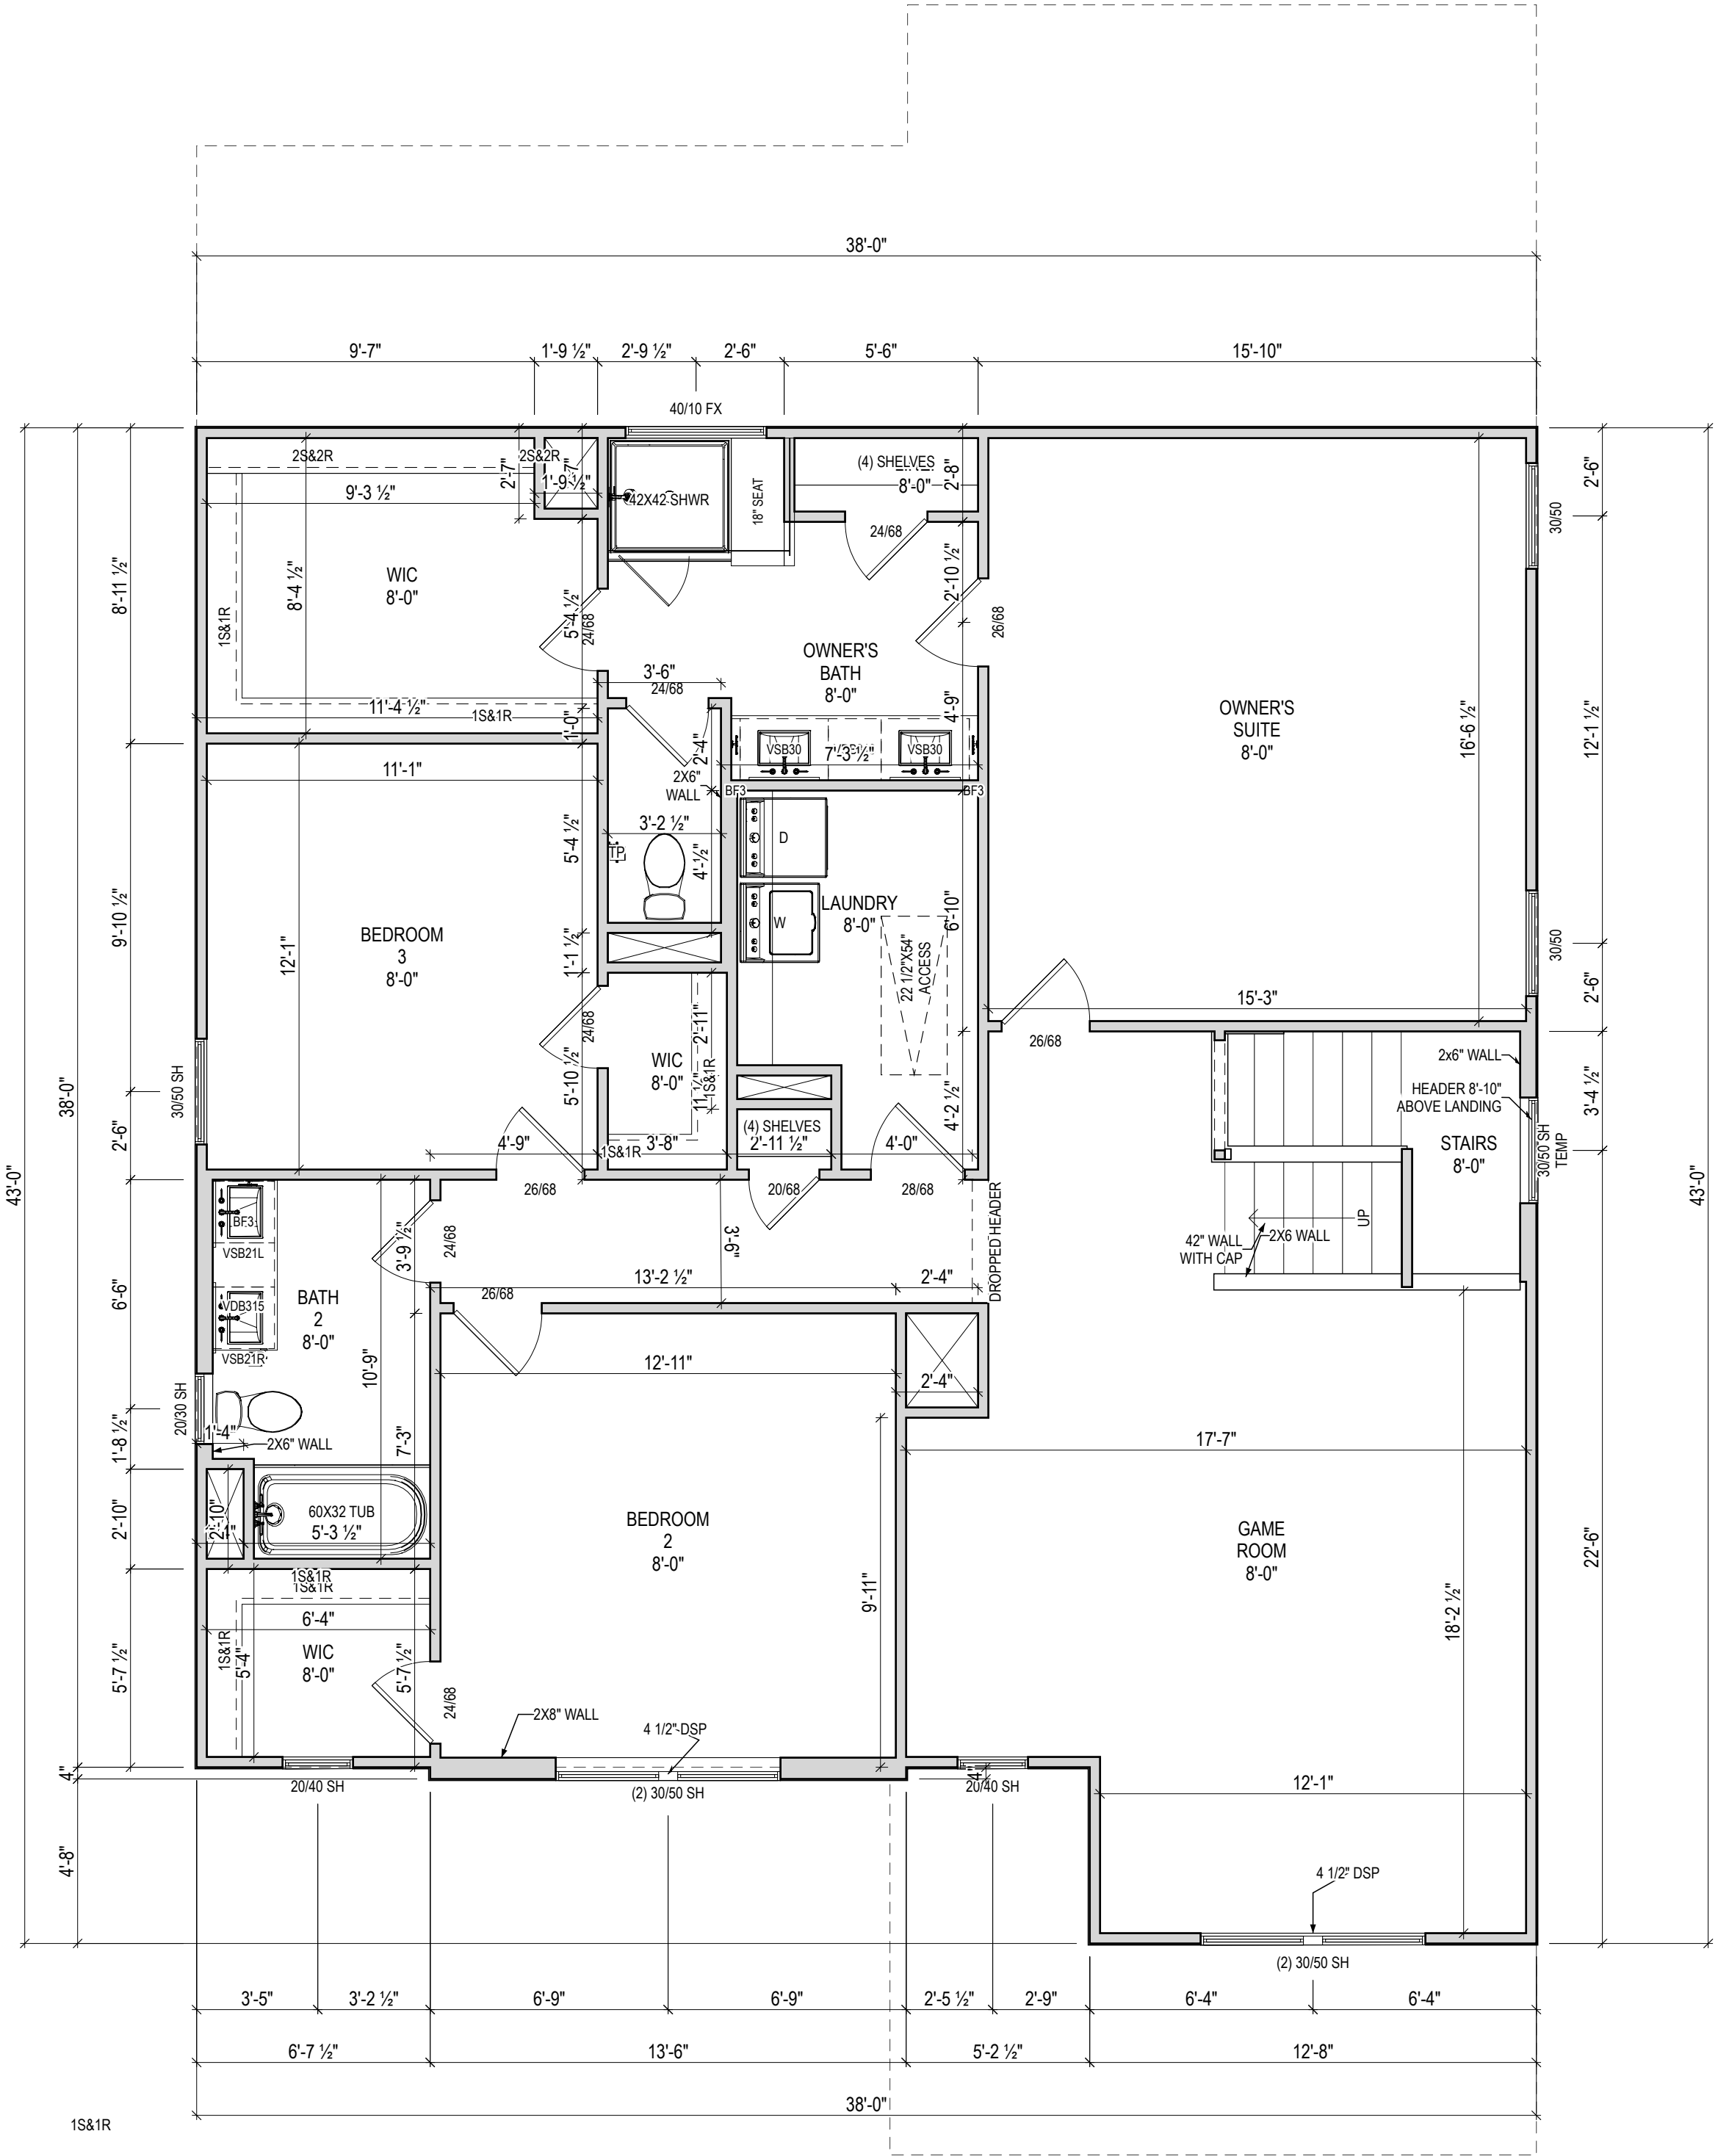 38'-0"
9'-7"
1'-9 ½"
2'-9 ½"
2'-6"
5'-6"
15'-10"
40/10 FX
2S&2R
2S&2R
2'-7"
1'-9 ½"
9'-3 ½"
42X42 SHWR
18" SEAT
(4) SHELVES
8'-0"
2'-8"
24/68
2'-6"
30/50
8'-11 ½"
8'-4 ½"
WIC
8'-0"
1S&1R
5'-4 ½"
24/68
2'-10 ½"
26/68
OWNER'S
BATH
8'-0"
3'-6"
24/68
11'-4 ½"
1S&1R
1'-0"
2'-4"
4'-9"
VSB30
7'-3 ½"
VSB30
OWNER'S
SUITE
8'-0"
16'-6 ½"
12'-1 ½"
11'-1"
2X6"
WALL
BF3
BF3
3'-2 ½"
TP
5'-4 ½"
4'-½"
D
W
LAUNDRY
8'-0"
6'-10"
22 1/2"X54"
ACCESS
9'-10 ½"
BEDROOM
3
8'-0"
12'-1"
1'-1 ½"
30/50
2'-6"
15'-3"
24/68
2'-11"
26/68
WIC
8'-0"
1S&1R
11 ½"
5'-10 ½"
4'-2 ½"
2x6" WALL
HEADER 8'-10"
ABOVE LANDING
3'-4 ½"
38'-0"
30/50 SH
2'-6"
(4) SHELVES
2'-11 ½"
4'-9"
1S&1R
3'-8"
4'-0"
STAIRS
8'-0"
30/50 SH
TEMP
43'-0"
43'-0"
26/68
20/68
28/68
BF3
VSB21L
3'-9 ½"
24/68
3'-6"
DROPPED HEADER
UP
42" WALL
WITH CAP
2X6 WALL
13'-2 ½"
2'-4"
6'-6"
VDB315
VSB21R
BATH
2
8'-0"
26/68
10'-9"
12'-11"
2'-4"
20/30 SH
1'-8 ½"
1'-4"
2X6" WALL
7'-3"
17'-7"
2'-10"
2'-10"
60X32 TUB
5'-3 ½"
BEDROOM
2
8'-0"
GAME
ROOM
8'-0"
22'-6"
1S&1R
1S&1R
9'-11"
18'-2 ½"
6'-4"
1S&1R
5'-4"
WIC
8'-0"
5'-7 ½"
5'-7 ½"
24/68
2X8" WALL
4 1/2" DSP
4"
20/40 SH
(2) 30/50 SH
4"
20/40 SH
12'-1"
4'-8"
4 1/2" DSP
(2) 30/50 SH
3'-5"
3'-2 ½"
6'-9"
6'-9"
2'-5 ½"
2'-9"
6'-4"
6'-4"
6'-7 ½"
13'-6"
5'-2 ½"
12'-8"
38'-0"
1S&1R